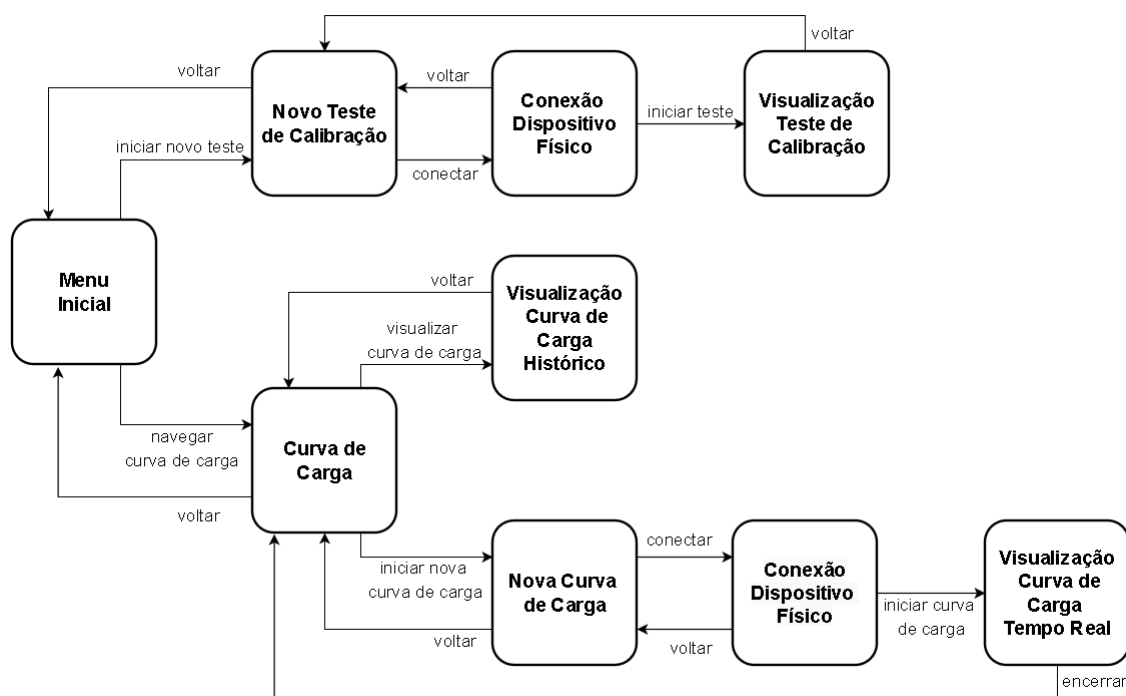 voltar
voltar
voltar
Novo Teste
de Calibração
Conexão
Dispositivo
Físico
iniciar teste
Visualização
Teste de
Calibração
iniciar novo teste
conectar
Menu
Inicial
voltar
Visualização
Curva de
Carga
Histórico
visualizar
curva de carga
navegar
curva de carga
Curva de
Carga
voltar
iniciar nova
curva de carga
voltar
Nova Curva
de Carga
conectar
voltar
Conexão
Dispositivo
Físico
iniciar curva
de carga
Visualização
Curva de
Carga
Tempo Real
encerrar